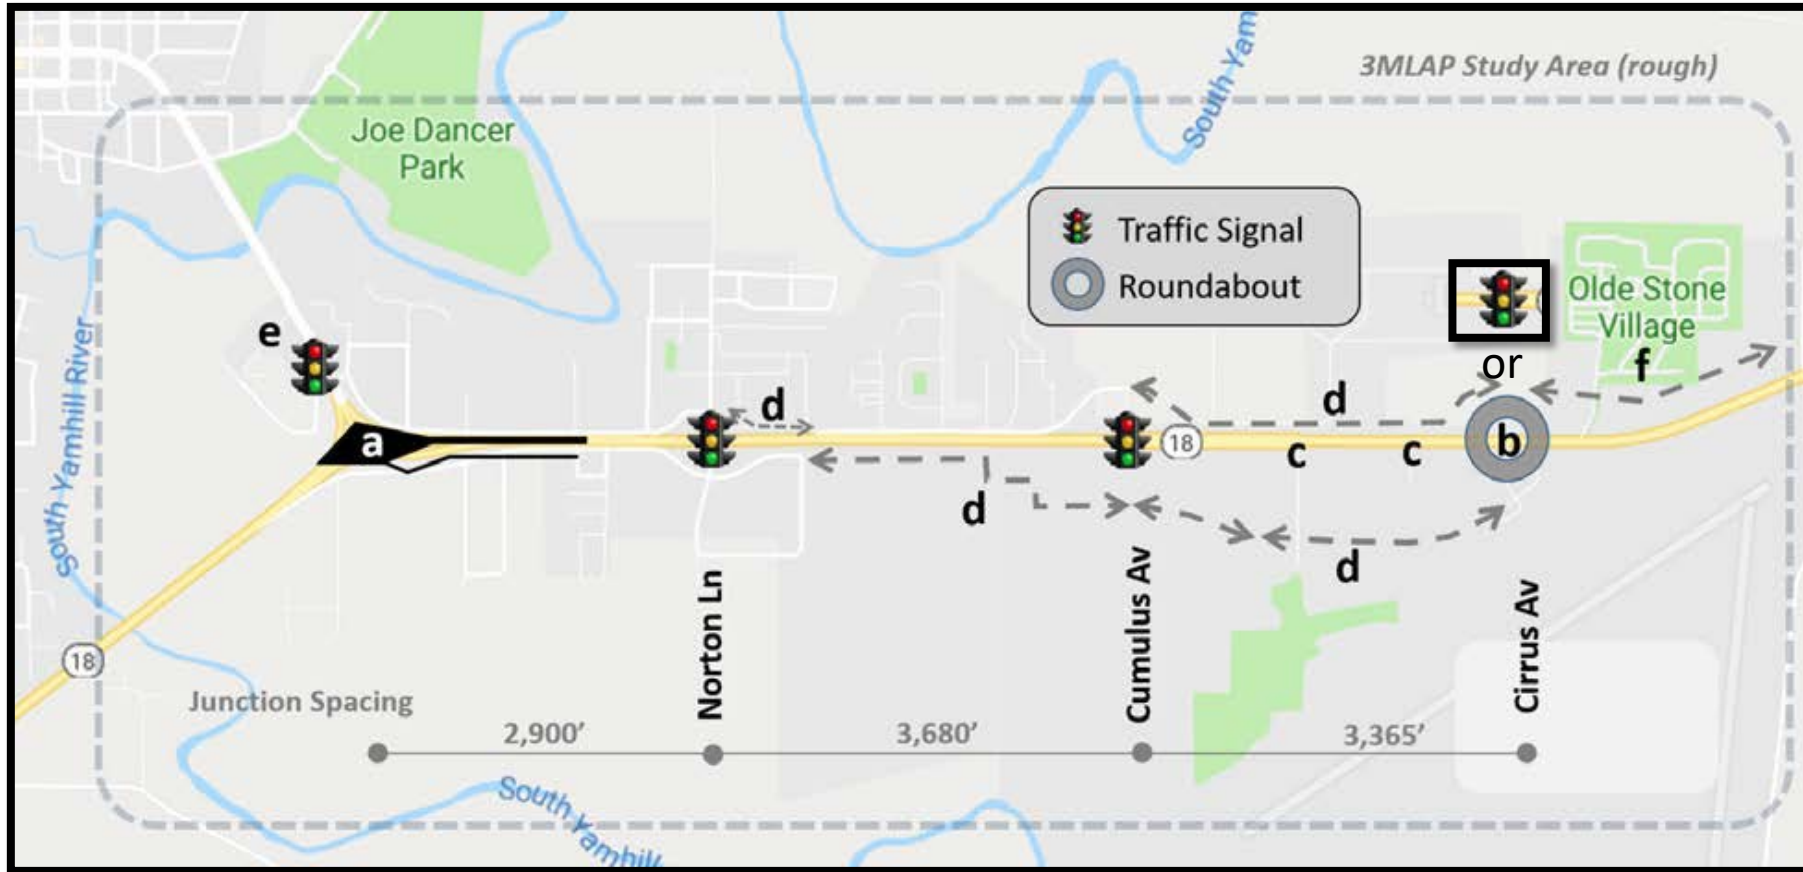 3MLAP Study Area (rough)
South Yam
Joe Dancer
Park
Traffic Signal
Roundabout
Olde Stone
Village
or
e
f
South Yamhill River
d
d
a
18
c
c
b
d
d
Norton Ln
Cumulus Av
Cirrus Av
18
Junction Spacing
2,900’
3,680’
3,365’
South Yamhill